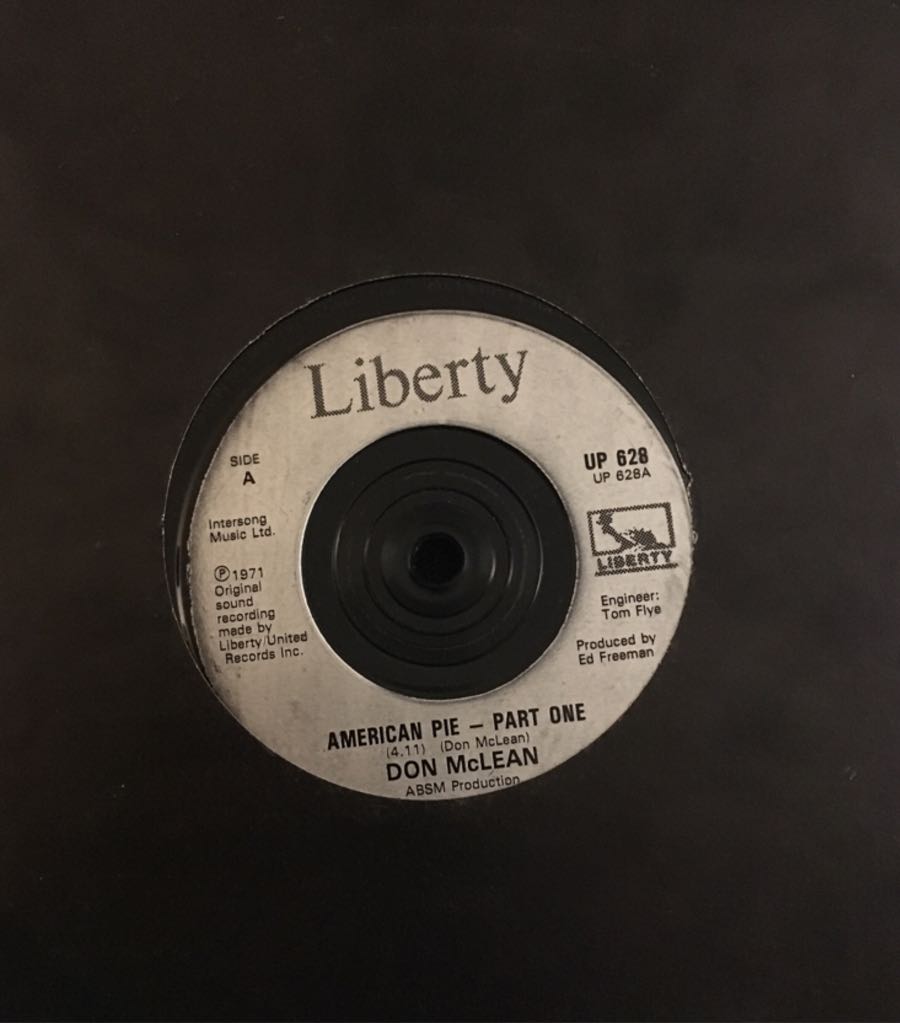 Liberty
SIDE
A
Intersong
Music Ltd.
Ⓟ1971
Original
sound
recording
made by
Liberty/United
Records Inc.
UP 628
UP 628A
LIBERTY
Engineer:
Tom Flye
Produced by
Ed Freeman
AMERICAN PIE – PART ONE
(4.11) (Don McLean)
DON McLEAN
ABSM Production